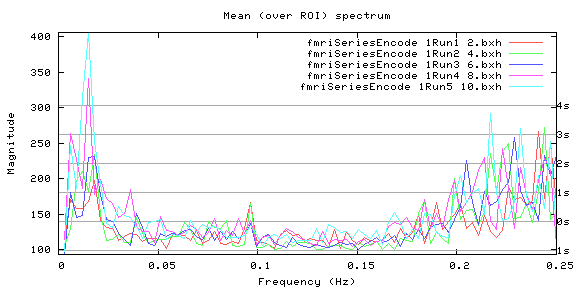 Mean (over ROI) spectrum
fmriSeriesEncode 1Run1 2.bxh
fmriSeriesEncode 1Run2 4.bxh
fmriSeriesEncode 1Run3 6.bxh
fmriSeriesEncode 1Run4 8.bxh
fmriSeriesEncode 1Run5 10.bxh
Magnitude
400
350
300
250
200
150
100
4s
3s
2s
1s
0s
1s
0
0.05
0.1
0.15
0.2
0.25
Frequency (Hz)